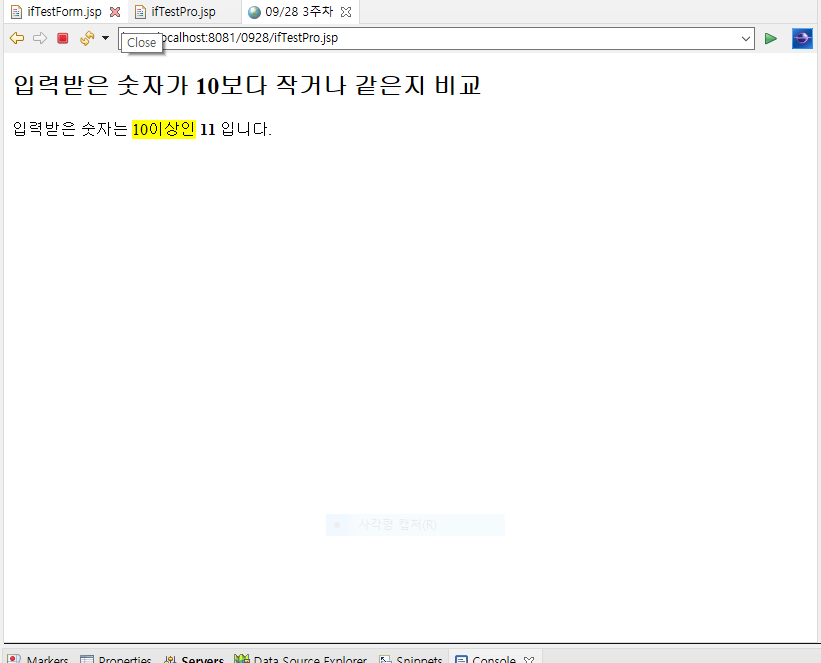 ifTestForm.jsp ifTestPro.jsp 09/28 3주차
Close ocalhost:8081/0928/ifTestPro.jsp
입력받은 숫자가 10보다 작거나 같은지 비교
입력받은 숫자는 10이상인 11 입니다.
사각형 캡처(R)
Markers Properties Servers Data Source Explorer Snippets Console